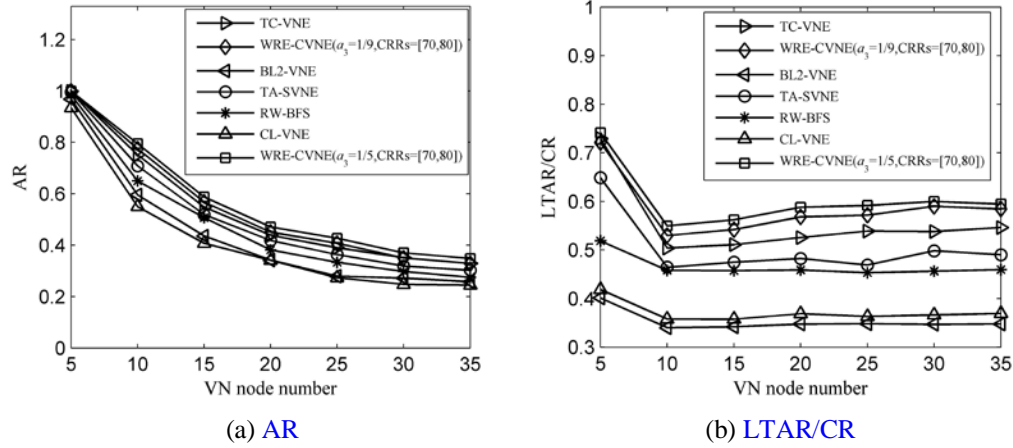 TC-VNE
WRE-CVNE(a3=1/9,CRRs=[70,80])
BL2-VNE
TA-SVNE
RW-BFS
CL-VNE
WRE-CVNE(a3=1/5,CRRs=[70,80])
1.2
1
0.8
0.6
0.4
0.2
0
AR
5 10 15 20 25 30 35
VN node number
(a) AR
TC-VNE
WRE-CVNE(a3=1/9,CRRs=[70,80])
BL2-VNE
TA-SVNE
RW-BFS
CL-VNE
WRE-CVNE(a3=1/5,CRRs=[70,80])
1
0.9
0.8
0.7
0.6
0.5
0.4
0.3
LTAR/CR
5 10 15 20 25 30 35
VN node number
(b) LTAR/CR